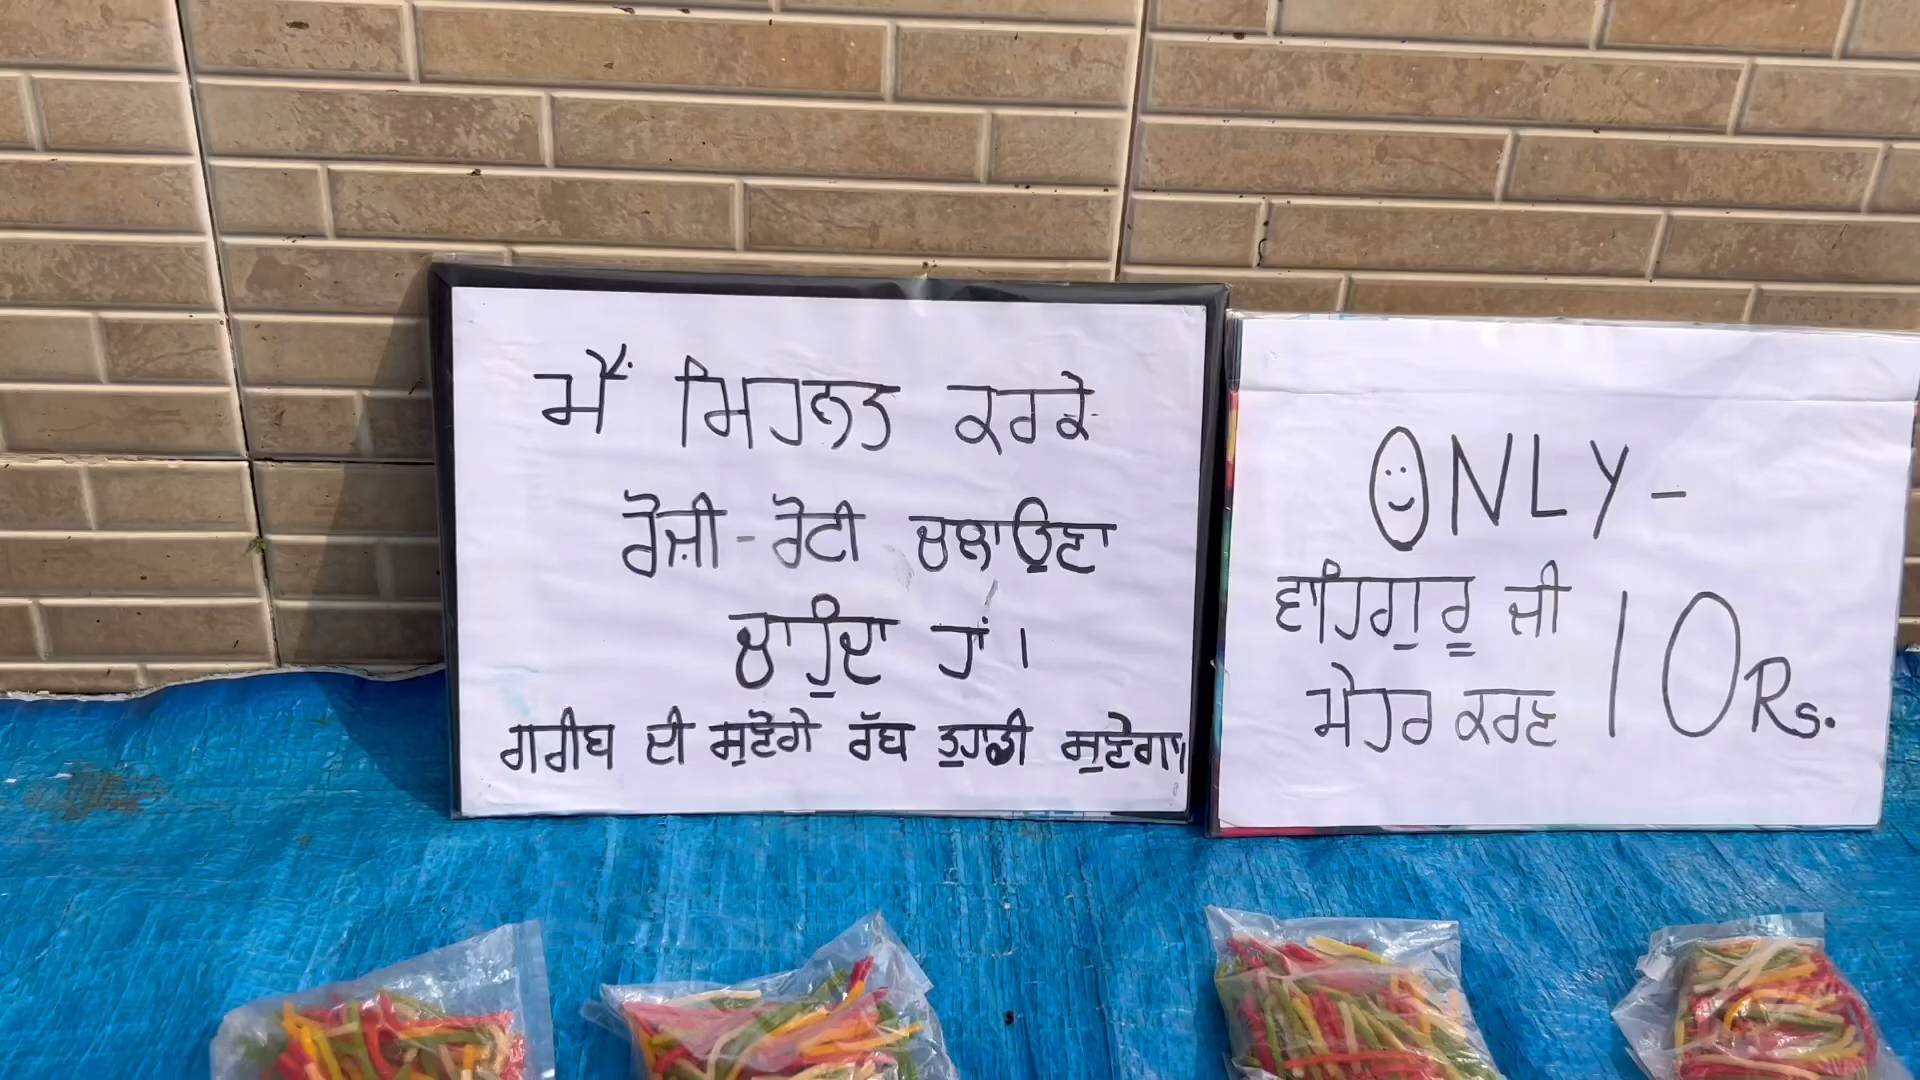 ਮੈਂ ਮਿਹਨਤ ਕਰਕੇ
ਰੋਜ਼ੀ-ਰੋਟੀ ਚਲਾਉਣਾ
ਚਾਹੁੰਦਾ ਹਾਂ।
ਗਰੀਬ ਦੀ ਸੁਣੋਗੇ ਰੱਬ ਤੁਹਾਡੀ ਸੁਣੇਗਾ।
ONLY-
ਵਾਹਿਗੁਰੂ ਜੀ
ਮੇਹਰ ਕਰਣ
10 Rs.